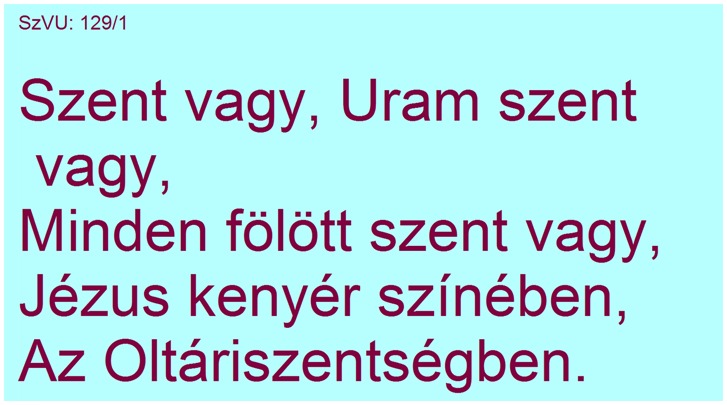 SzVU: 129/1
Szent vagy, Uram szent
vagy,
Minden fölött szent vagy,
Jézus kenyér színében,
Az Oltáriszentségben.